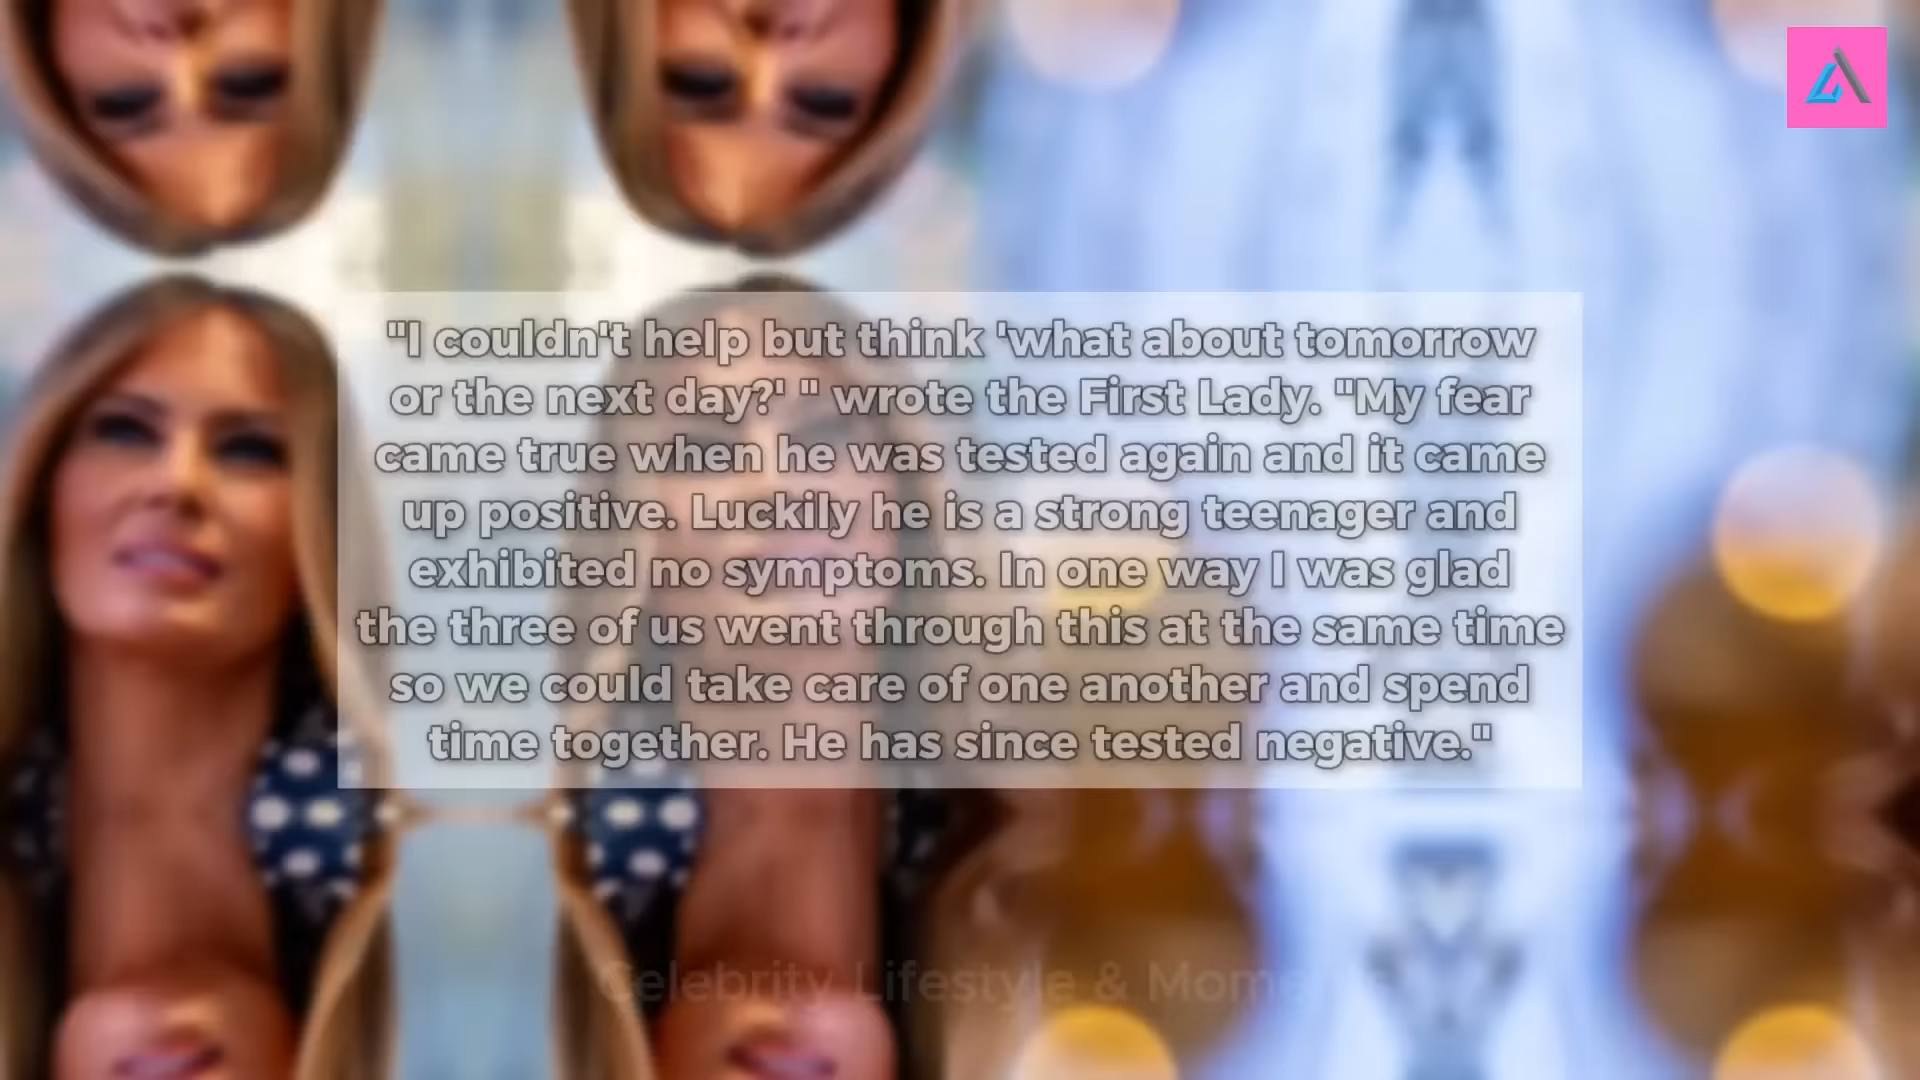 "I couldn't help but think 'what about tomorrow
or the next day?' " wrote the First Lady. "My fear
came true when he was tested again and it came
up positive. Luckily he is a strong teenager and
exhibited no symptoms. In one way I was glad
the three of us went through this at the same time
so we could take care of one another and spend
time together. He has since tested negative."
Celebrity Lifestyle &